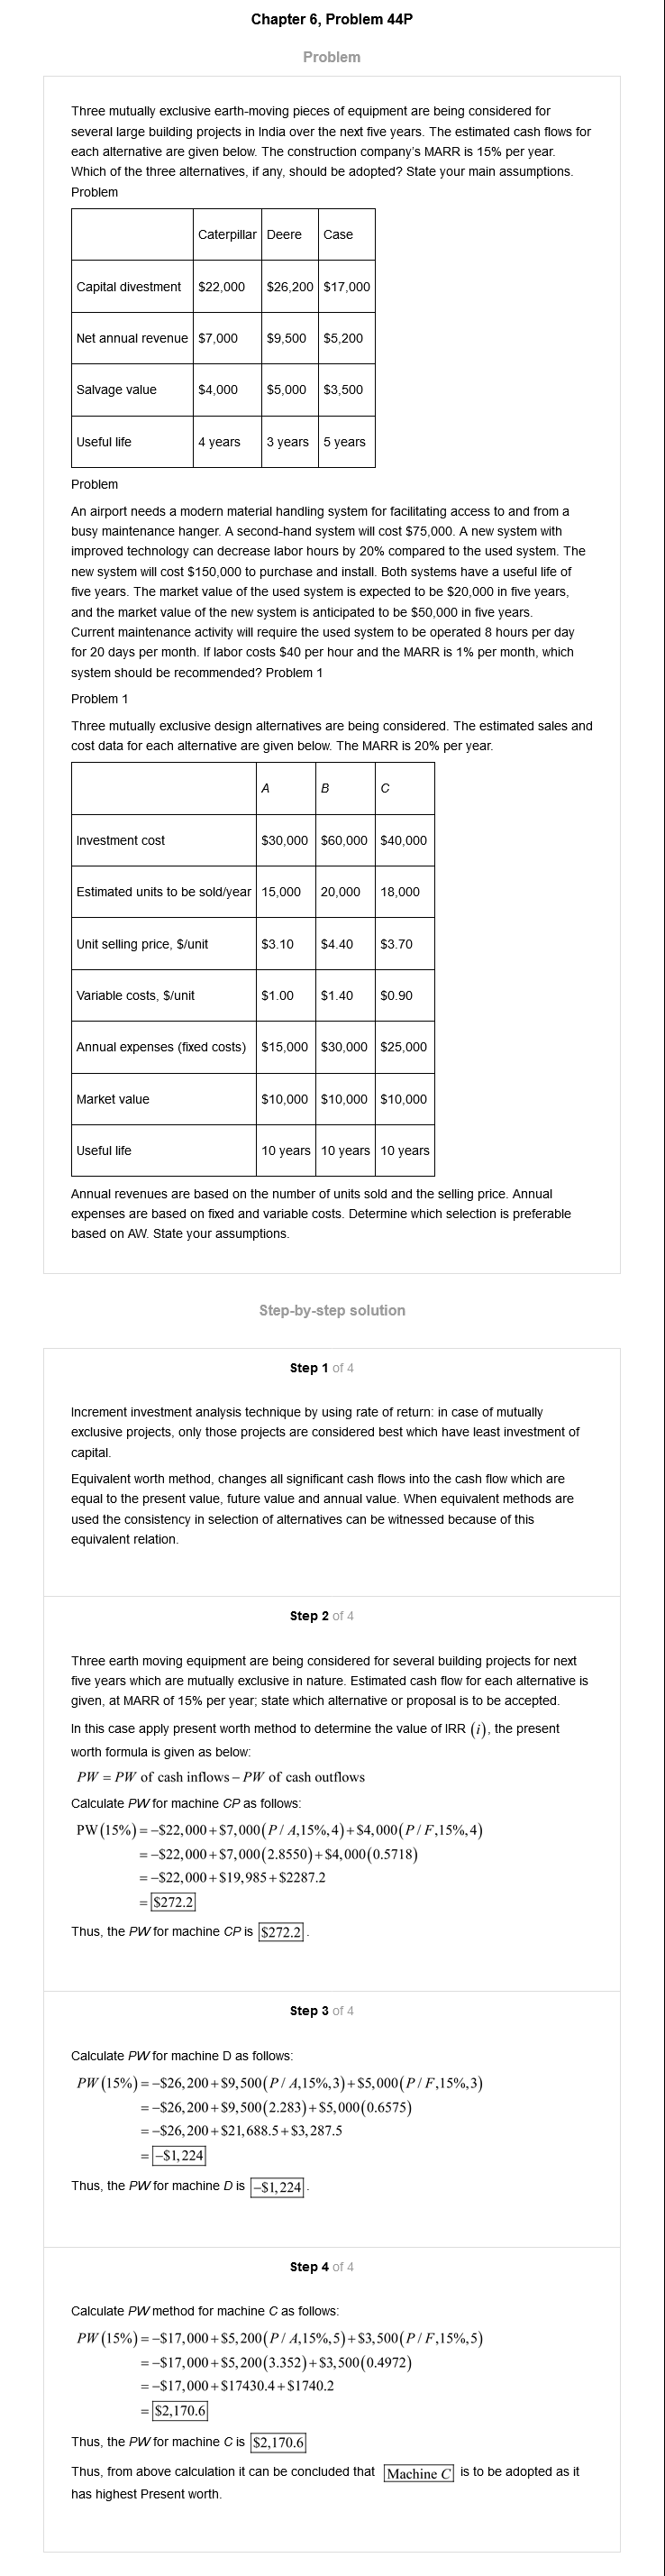 Chapter 6, Problem 44P
Problem
Three mutually exclusive earth-moving pieces of equipment are being considered for
several large building projects in India over the next five years. The estimated cash flows for
each alternative are given below. The construction company's MARR is 15% per year.
Which of the three alternatives, if any, should be adopted? State your main assumptions.
Problem
Caterpillar Deere Case
Capital divestment $22,000 $26,200 $17,000
Net annual revenue $7,000 $9,500 $5,200
Salvage value $4,000 $5,000 $3,500
Useful life 4 years 3 years 5 years
Problem
An airport needs a modern material handling system for facilitating access to and from a
busy maintenance hanger. A second-hand system will cost $75,000. A new system with
improved technology can decrease labor hours by 20% compared to the used system. The
new system will cost $150,000 to purchase and install. Both systems have a useful life of
five years. The market value of the used system is expected to be $20,000 in five years,
and the market value of the new system is anticipated to be $50,000 in five years.
Current maintenance activity will require the used system to be operated 8 hours per day
for 20 days per month. If labor costs $40 per hour and the MARR is 1% per month, which
system should be recommended? Problem 1
Problem 1
Three mutually exclusive design alternatives are being considered. The estimated sales and
cost data for each alternative are given below. The MARR is 20% per year.
A B C
Investment cost $30,000 $60,000 $40,000
Estimated units to be sold/year 15,000 20,000 18,000
Unit selling price, $/unit $3.10 $4.40 $3.70
Variable costs, $/unit $1.00 $1.40 $0.90
Annual expenses (fixed costs) $15,000 $30,000 $25,000
Market value $10,000 $10,000 $10,000
Useful life 10 years 10 years 10 years
Annual revenues are based on the number of units sold and the selling price. Annual
expenses are based on fixed and variable costs. Determine which selection is preferable
based on AW. State your assumptions.
Step-by-step solution
Step 1 of 4
Increment investment analysis technique by using rate of return: in case of mutually
exclusive projects, only those projects are considered best which have least investment of
capital.
Equivalent worth method, changes all significant cash flows into the cash flow which are
equal to the present value, future value and annual value. When equivalent methods are
used the consistency in selection of alternatives can be witnessed because of this
equivalent relation.
Step 2 of 4
Three earth moving equipment are being considered for several building projects for next
five years which are mutually exclusive in nature. Estimated cash flow for each alternative is
given, at MARR of 15% per year; state which alternative or proposal is to be accepted.
In this case apply present worth method to determine the value of IRR (i), the present
worth formula is given as below:
PW = PW of cash inflows – PW of cash outflows
Calculate PW for machine CP as follows:
PW(15%) = –$22,000 + $7,000(P / A,15%,4) + $4,000(P / F,15%,4)
= –$22,000 + $7,000(2.8550) + $4,000(0.5718)
= –$22,000 + $19,985 + $2287.2
= $272.2
Thus, the PW for machine CP is $272.2.
Step 3 of 4
Calculate PW for machine D as follows:
PW(15%) = –$26,200 + $9,500(P / A,15%,3) + $5,000(P / F,15%,3)
= –$26,200 + $9,500(2.283) + $5,000(0.6575)
= –$26,200 + $21,688.5 + $3,287.5
= –$1,224
Thus, the PW for machine D is –$1,224.
Step 4 of 4
Calculate PW method for machine C as follows:
PW(15%) = –$17,000 + $5,200(P / A,15%,5) + $3,500(P / F,15%,5)
= –$17,000 + $5,200(3.352) + $3,500(0.4972)
= –$17,000 + $17430.4 + $1740.2
= $2,170.6
Thus, the PW for machine C is $2,170.6
Thus, from above calculation it can be concluded that Machine C is to be adopted as it
has highest Present worth.